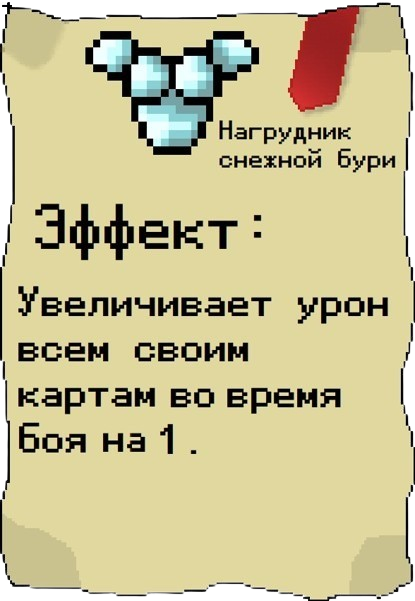 Нагрудник
снежной бури
Эффект:
Увеличивает урон
всем своим
картам во время
боя на 1.